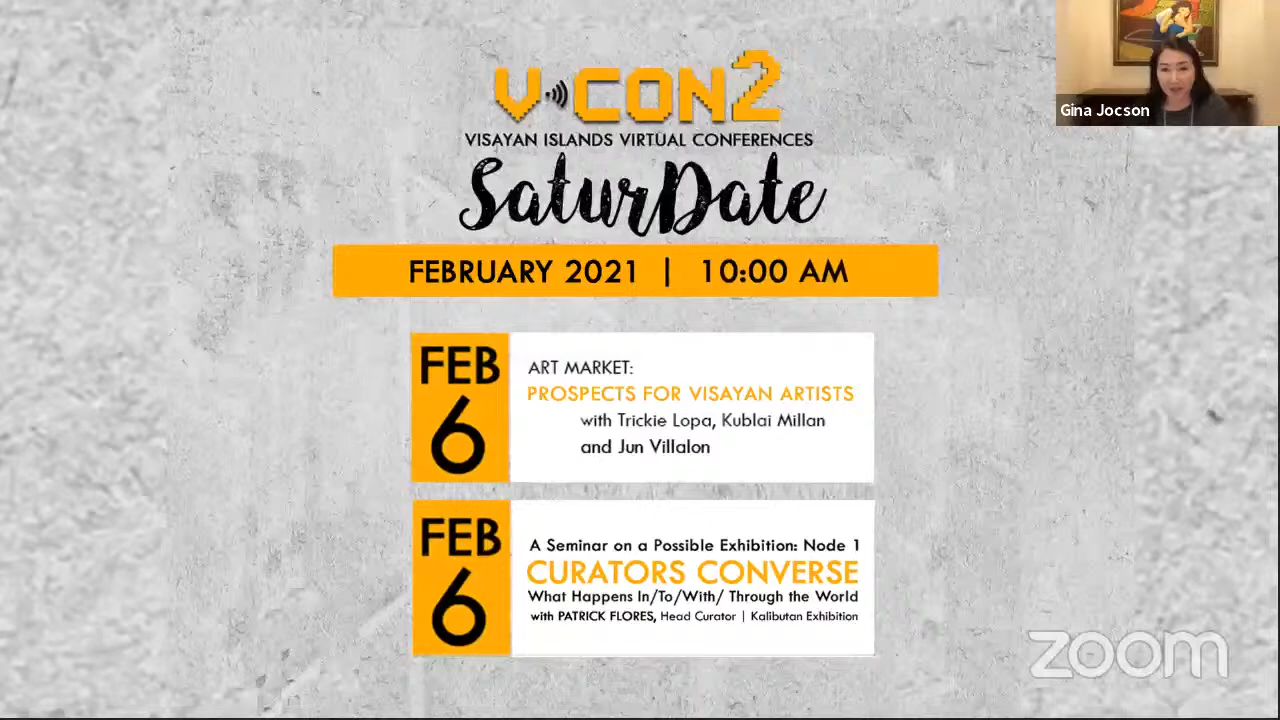 Gina Jocson
V CON2
VISAYAN ISLANDS VIRTUAL CONFERENCES
SaturDate
FEBRUARY 2021 | 10:00 AM
FEB
6
ART MARKET:
PROSPECTS FOR VISAYAN ARTISTS
with Trickie Lopa, Kublai Millan
and Jun Villalon
FEB
6
A Seminar on a Possible Exhibition: Node 1
CURATORS CONVERSE
What Happens In/To/With/ Through the World
with PATRICK FLORES, Head Curator | Kalibutan Exhibition
zoom